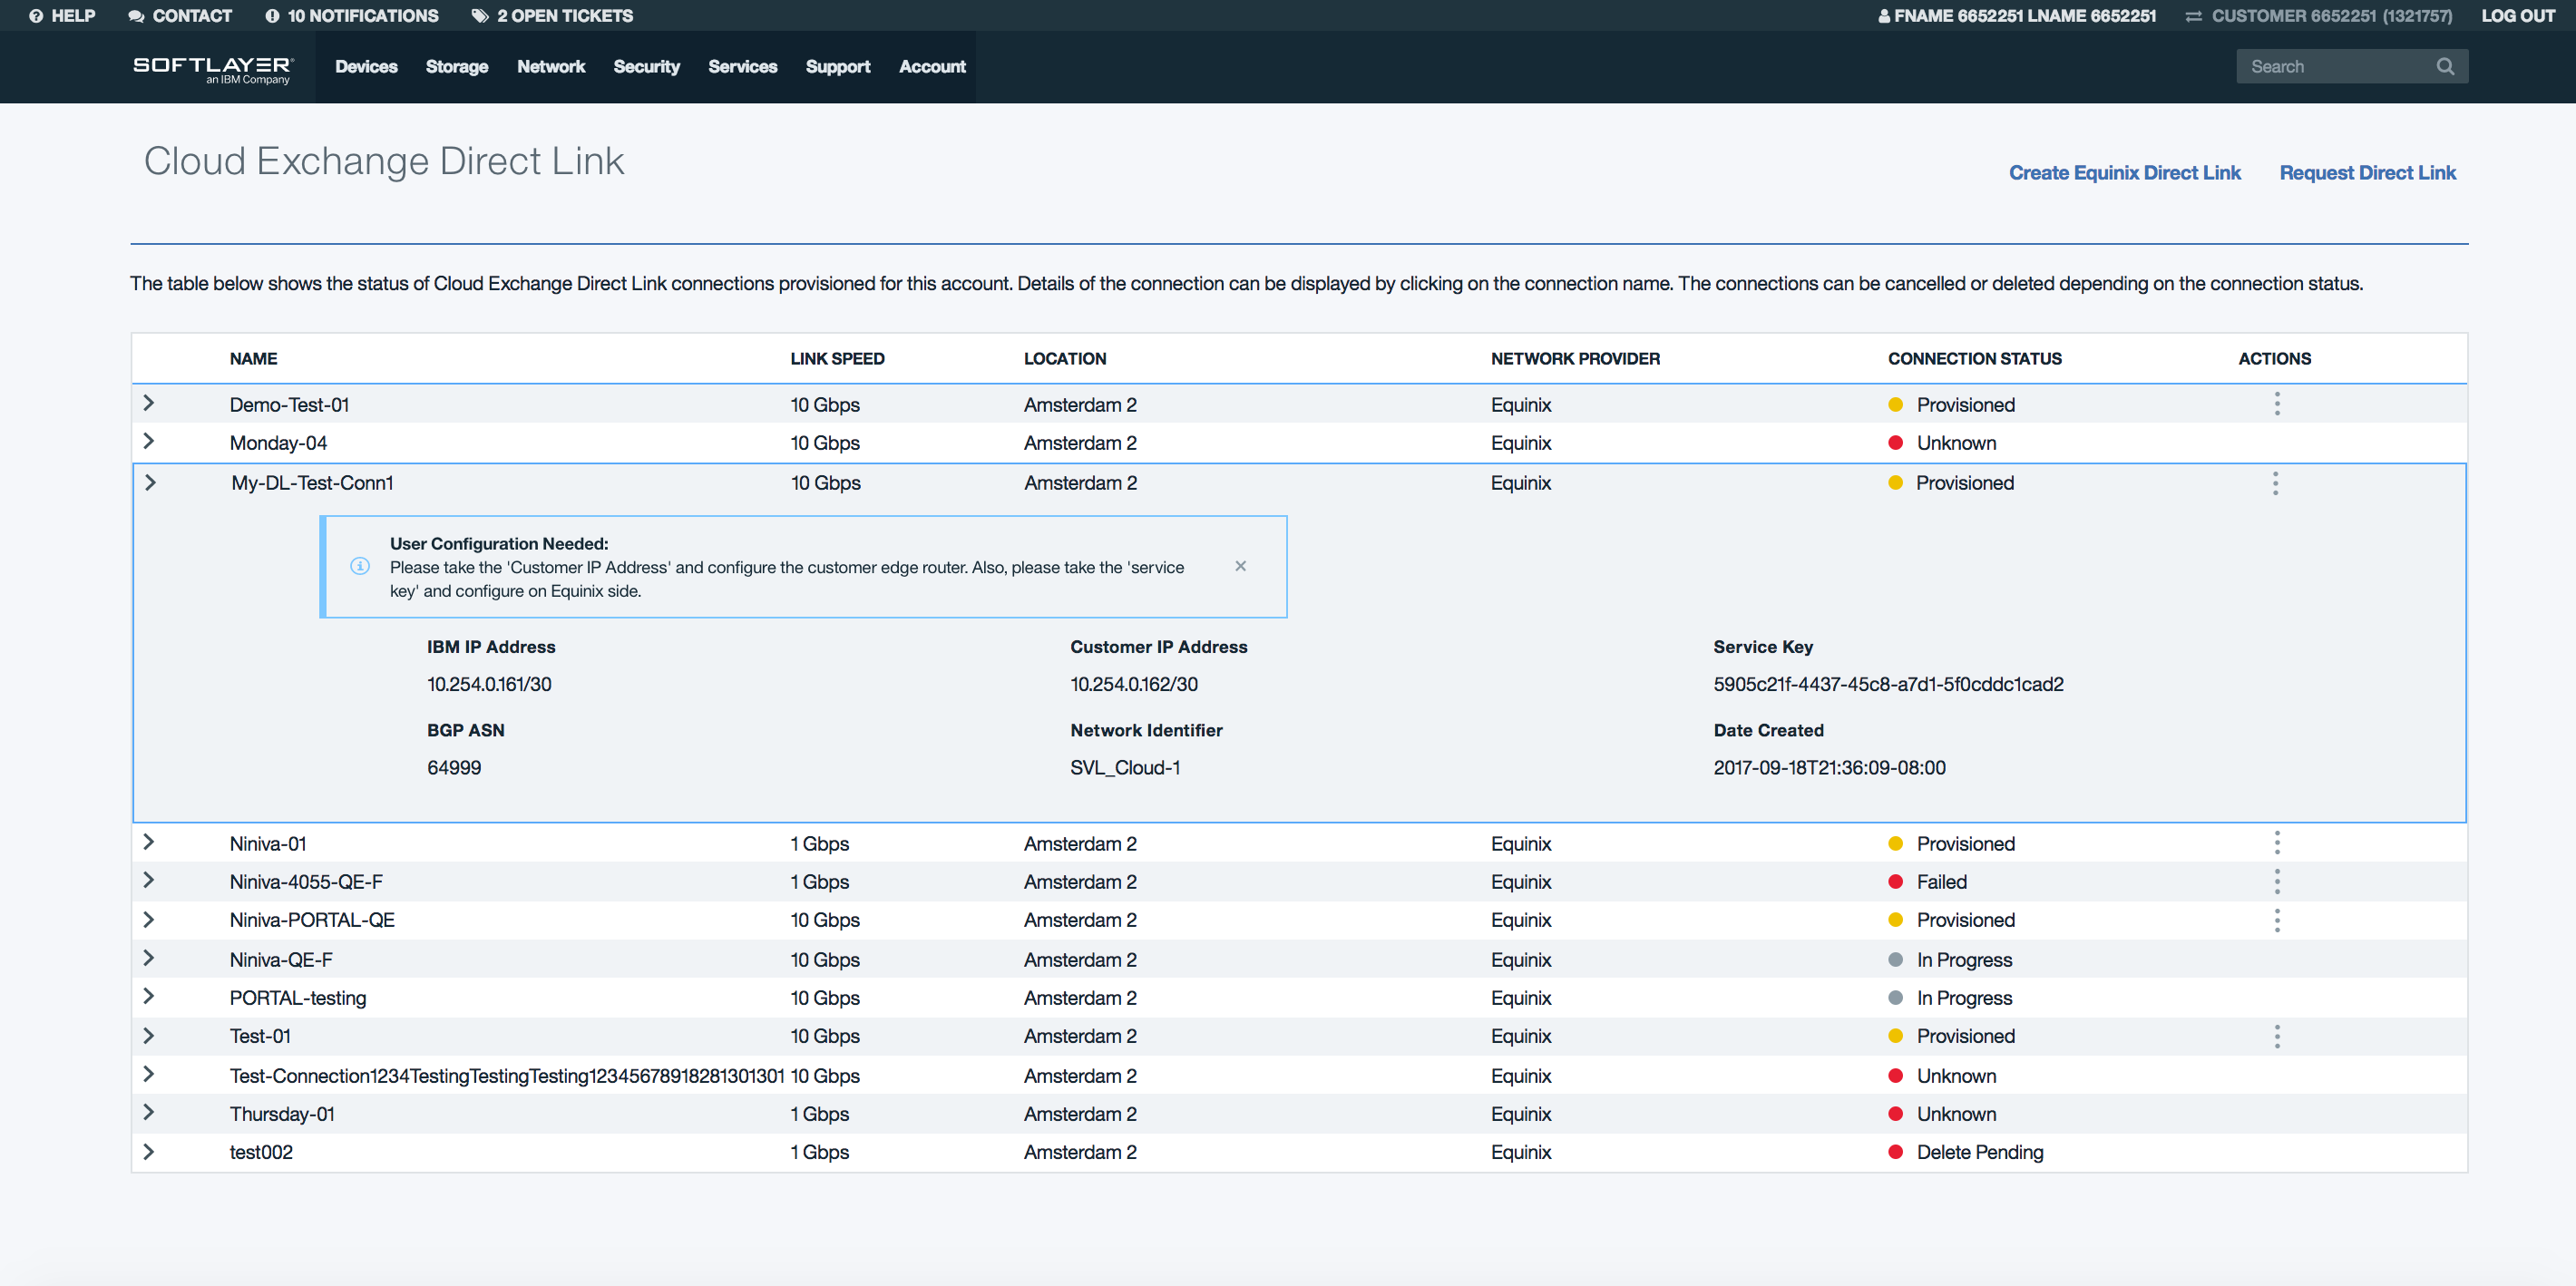 HELP CONTACT 10 NOTIFICATIONS 2 OPEN TICKETS FNAME 6652251 LNAME 6652251 CUSTOMER 6652251 (1321757) LOG OUT
SOFTLAYER® Devices Storage Network Security Services Support Account Search
an IBM Company
Cloud Exchange Direct Link
Create Equinix Direct Link Request Direct Link
The table below shows the status of Cloud Exchange Direct Link connections provisioned for this account. Details of the connection can be displayed by clicking on the connection name. The connections can be cancelled or deleted depending on the connection status.
NAME LINK SPEED LOCATION NETWORK PROVIDER CONNECTION STATUS ACTIONS
Demo-Test-01 10 Gbps Amsterdam 2 Equinix Provisioned
Monday-04 10 Gbps Amsterdam 2 Equinix Unknown
My-DL-Test-Conn1 10 Gbps Amsterdam 2 Equinix Provisioned
User Configuration Needed:
Please take the 'Customer IP Address' and configure the customer edge router. Also, please take the 'service
key' and configure on Equinix side.
IBM IP Address Customer IP Address Service Key
10.254.0.161/30 10.254.0.162/30 5905c21f-4437-45c8-a7d1-5f0cddc1cad2
BGP ASN Network Identifier Date Created
64999 SVL_Cloud-1 2017-09-18T21:36:09-08:00
Niniva-01 1 Gbps Amsterdam 2 Equinix Provisioned
Niniva-4055-QE-F 1 Gbps Amsterdam 2 Equinix Failed
Niniva-PORTAL-QE 10 Gbps Amsterdam 2 Equinix Provisioned
Niniva-QE-F 10 Gbps Amsterdam 2 Equinix In Progress
PORTAL-testing 10 Gbps Amsterdam 2 Equinix In Progress
Test-01 10 Gbps Amsterdam 2 Equinix Provisioned
Test-Connection1234TestingTestingTesting12345678918281301301 10 Gbps Amsterdam 2 Equinix Unknown
Thursday-01 1 Gbps Amsterdam 2 Equinix Unknown
test002 1 Gbps Amsterdam 2 Equinix Delete Pending